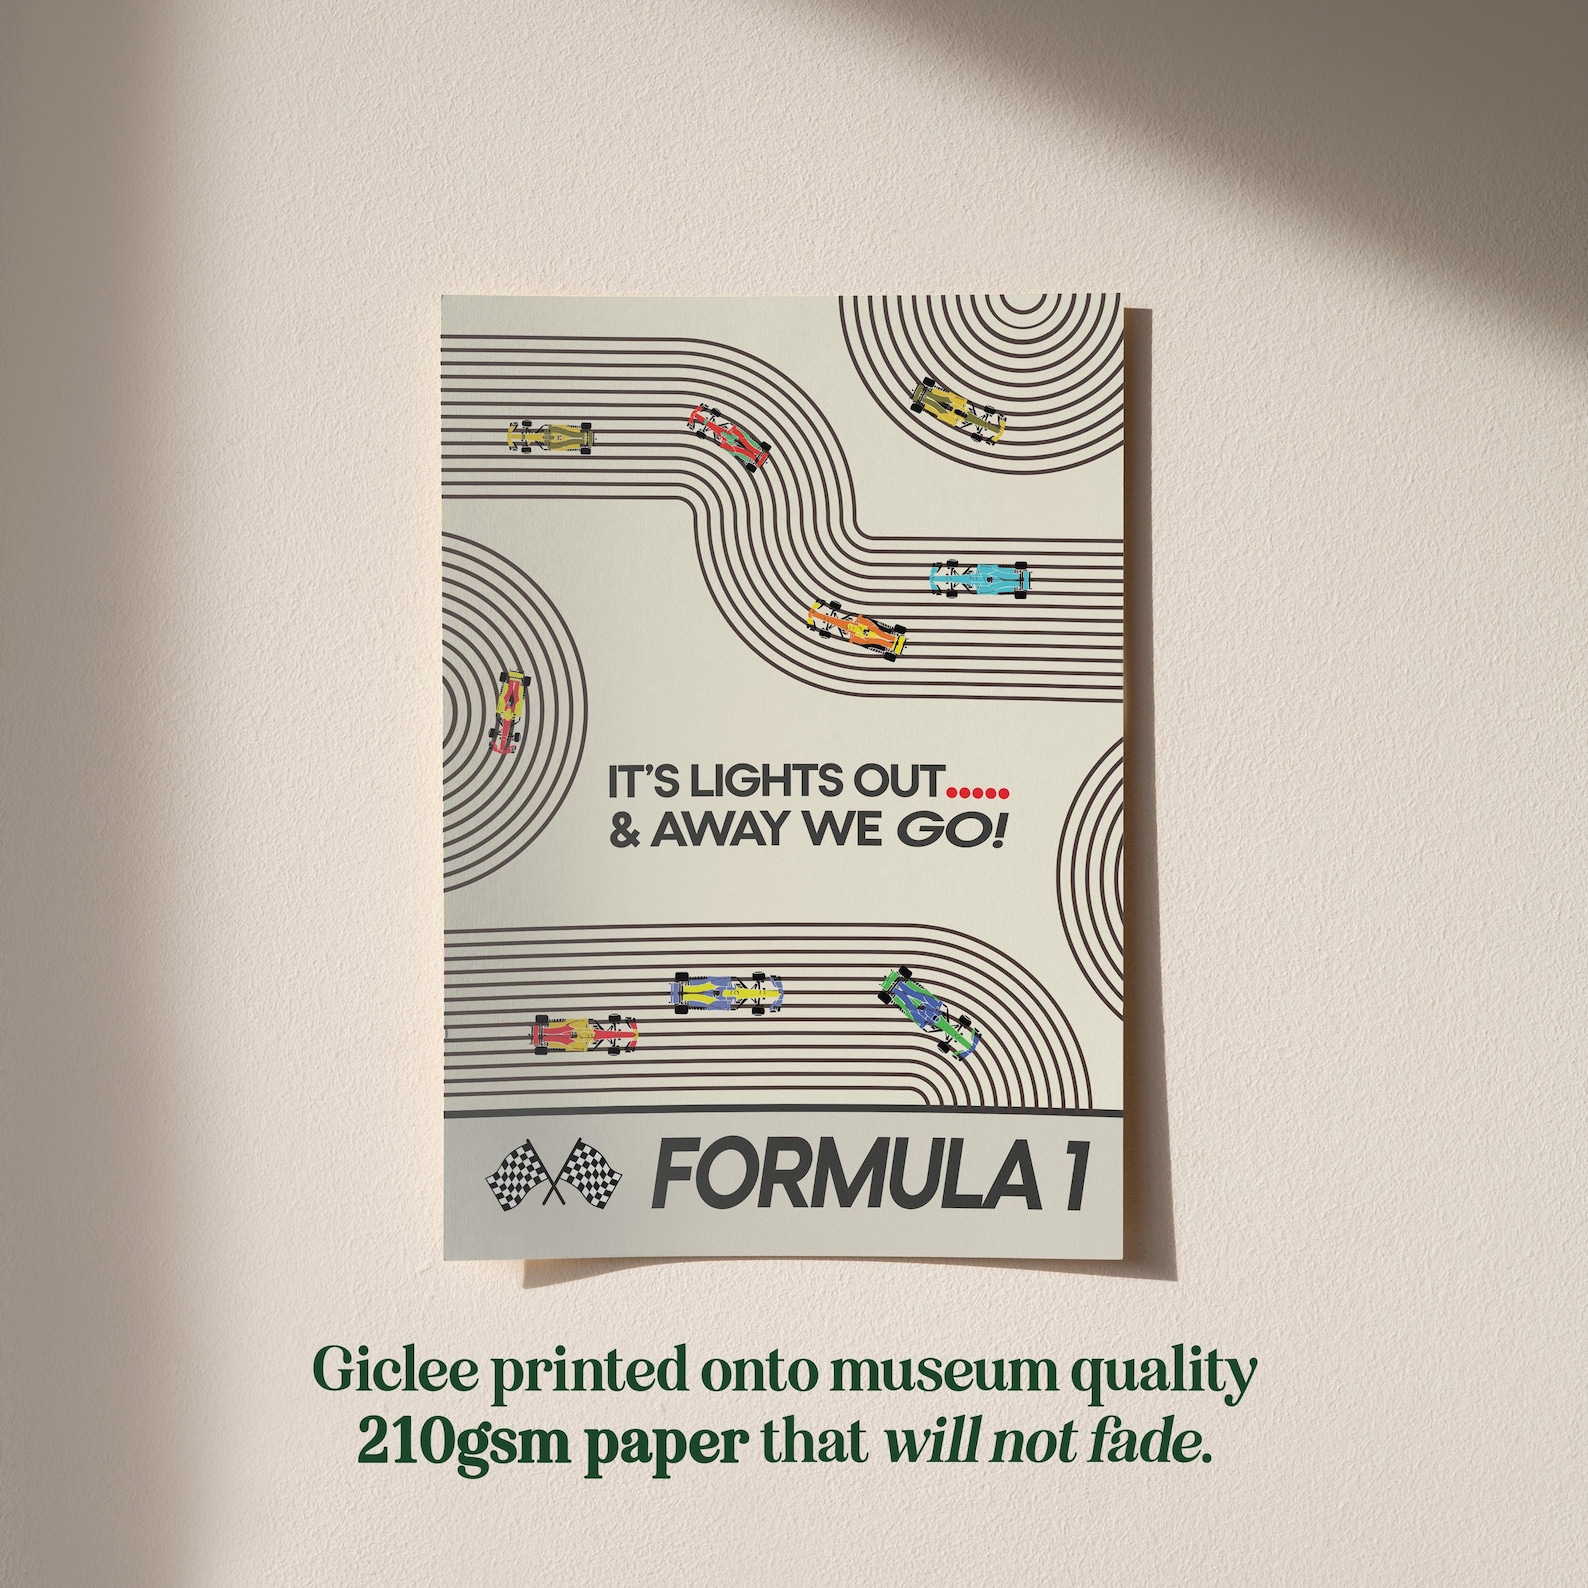 IT'S LIGHTS OUT.....
& AWAY WE GO!
FORMULA 1
Giclee printed onto museum quality
210gsm paper that will not fade.